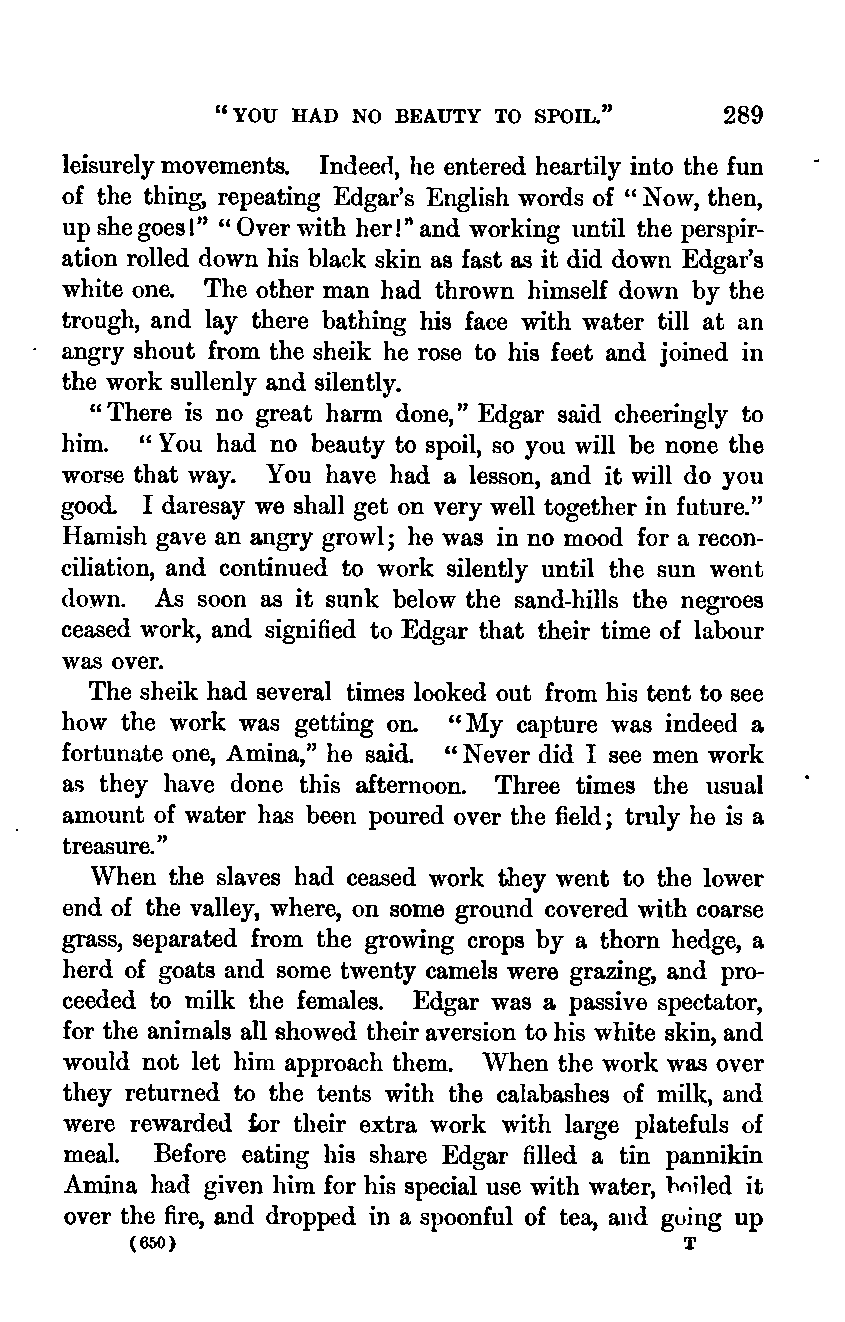 “YOU HAD NO BEAUTY TO SPOIL.” 289
leisurely movements. Indeed, he entered heartily into the fun
of the thing, repeating Edgar’s English words of “Now, then,
up she goes!” “Over with her!” and working until the perspir-
ation rolled down his black skin as fast as it did down Edgar’s
white one. The other man had thrown himself down by the
trough, and lay there bathing his face with water till at an
angry shout from the sheik he rose to his feet and joined in
the work sullenly and silently.
“There is no great harm done,” Edgar said cheeringly to
him. “You had no beauty to spoil, so you will be none the
worse that way. You have had a lesson, and it will do you
good. I daresay we shall get on very well together in future.”
Hamish gave an angry growl; he was in no mood for a recon-
ciliation, and continued to work silently until the sun went
down. As soon as it sunk below the sand-hills the negroes
ceased work, and signified to Edgar that their time of labour
was over.
The sheik had several times looked out from his tent to see
how the work was getting on. “My capture was indeed a
fortunate one, Amina,” he said. “Never did I see men work
as they have done this afternoon. Three times the usual
amount of water has been poured over the field; truly he is a
treasure.”
When the slaves had ceased work they went to the lower
end of the valley, where, on some ground covered with coarse
grass, separated from the growing crops by a thorn hedge, a
herd of goats and some twenty camels were grazing, and pro-
ceeded to milk the females. Edgar was a passive spectator,
for the animals all showed their aversion to his white skin, and
would not let him approach them. When the work was over
they returned to the tents with the calabashes of milk, and
were rewarded for their extra work with large platefuls of
meal. Before eating his share Edgar filled a tin pannikin
Amina had given him for his special use with water, boiled it
over the fire, and dropped in a spoonful of tea, and going up
(650) T